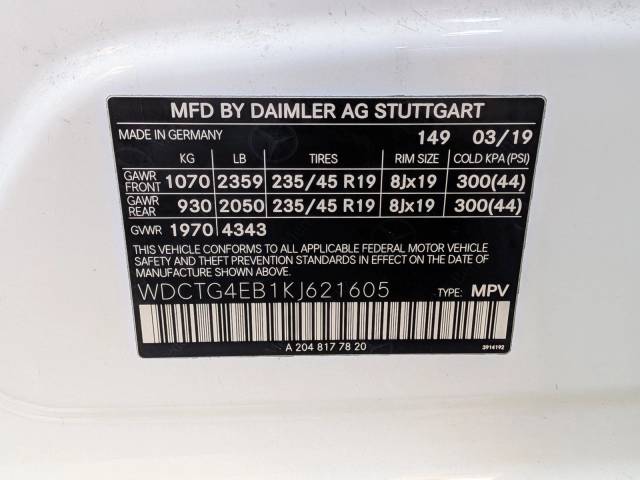 MFD BY DAIMLER AG STUTTGART
MADE IN GERMANY 149 03/19
KG LB TIRES RIM SIZE COLD KPA (PSI)
GAWR FRONT 1070 2359 235/45 R19 8Jx19 300(44)
GAWR REAR 930 2050 235/45 R19 8Jx19 300(44)
GVWR 1970 4343
THIS VEHICLE CONFORMS TO ALL APPLICABLE FEDERAL MOTOR VEHICLE
SAFETY AND THEFT PREVENTION STANDARDS IN EFFECT ON THE DATE
OF MANUFACTURE SHOWN ABOVE.
WDCTG4EB1KJ621605 TYPE: MPV
A 204 817 78 20 3914192